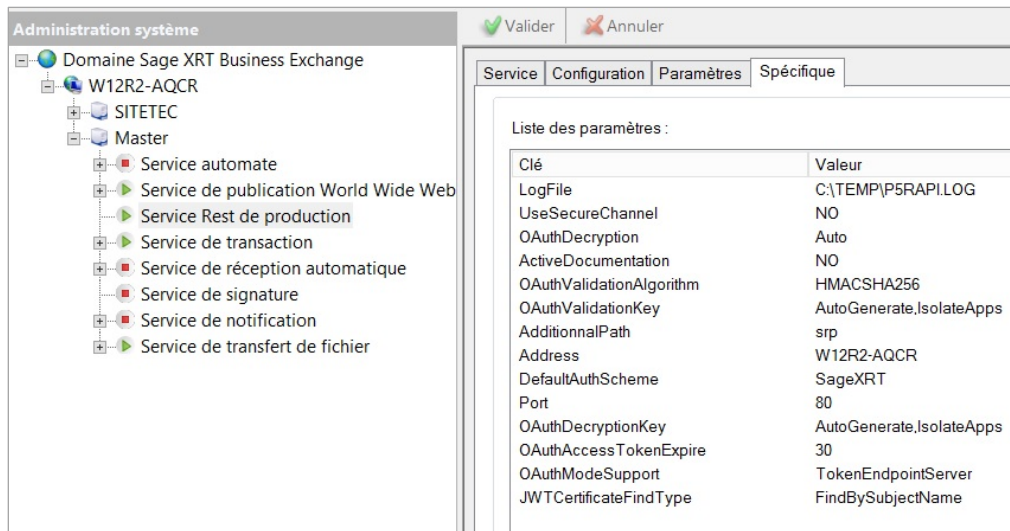 Administration système
Domaine Sage XRT Business Exchange
W12R2-AQCR
SITETEC
Master
Service automate
Service de publication World Wide Web
Service Rest de production
Service de transaction
Service de réception automatique
Service de signature
Service de notification
Service de transfert de fichier
Valider Annuler
Service Configuration Paramètres Spécifique
Liste des paramètres :
Clé Valeur
LogFile C:\TEMP\P5RAPI.LOG
UseSecureChannel NO
OAuthDecryption Auto
ActiveDocumentation NO
OAuthValidationAlgorithm HMACSHA256
OAuthValidationKey AutoGenerate,IsolateApps
AdditionnalPath srp
Address W12R2-AQCR
DefaultAuthScheme SageXRT
Port 80
OAuthDecryptionKey AutoGenerate,IsolateApps
OAuthAccessTokenExpire 30
OAuthModeSupport TokenEndpointServer
JWTCertificateFindType FindBySubjectName